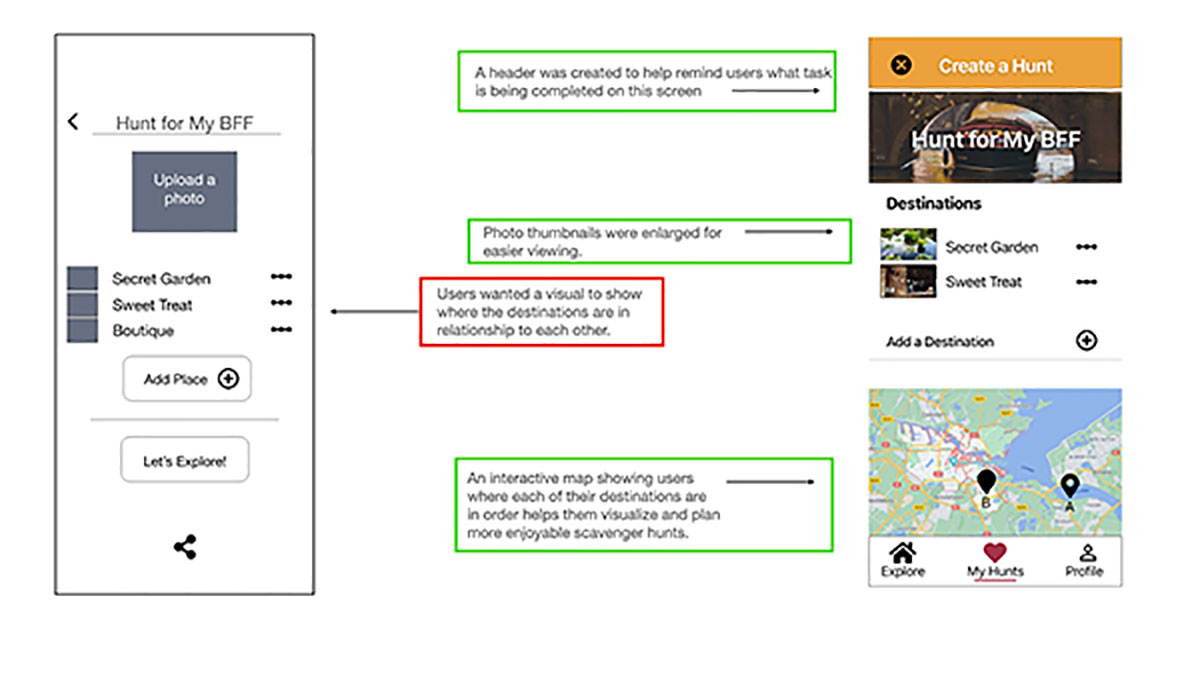 Hunt for My BFF
Upload a
photo
Secret Garden
Sweet Treat
Boutique
Add Place
Let's Explore!
A header was created to help remind users what task
is being completed on this screen
Photo thumbnails were enlarged for
easier viewing.
Users wanted a visual to show
where the destinations are in
relationship to each other.
An interactive map showing users
where each of their destinations are
in order helps them visualize and plan
more enjoyable scavenger hunts.
Create a Hunt
Hunt for My BFF
Destinations
Secret Garden
Sweet Treat
Add a Destination
B
A
Explore
My Hunts
Profile